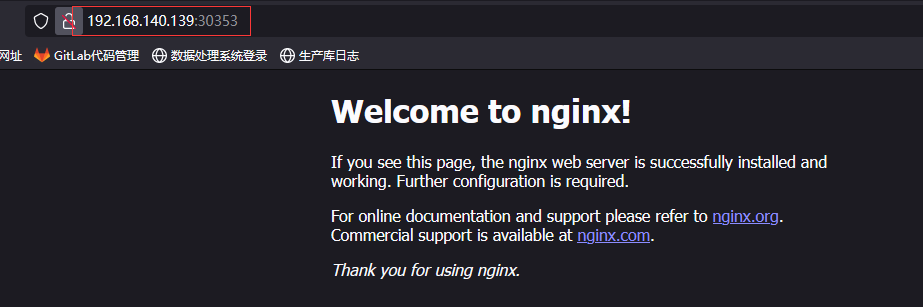 192.168.140.139:30353
网址 GitLab代码管理 数据处理系统登录 生产库日志
Welcome to nginx!
If you see this page, the nginx web server is successfully installed and
working. Further configuration is required.
For online documentation and support please refer to nginx.org.
Commercial support is available at nginx.com.
Thank you for using nginx.